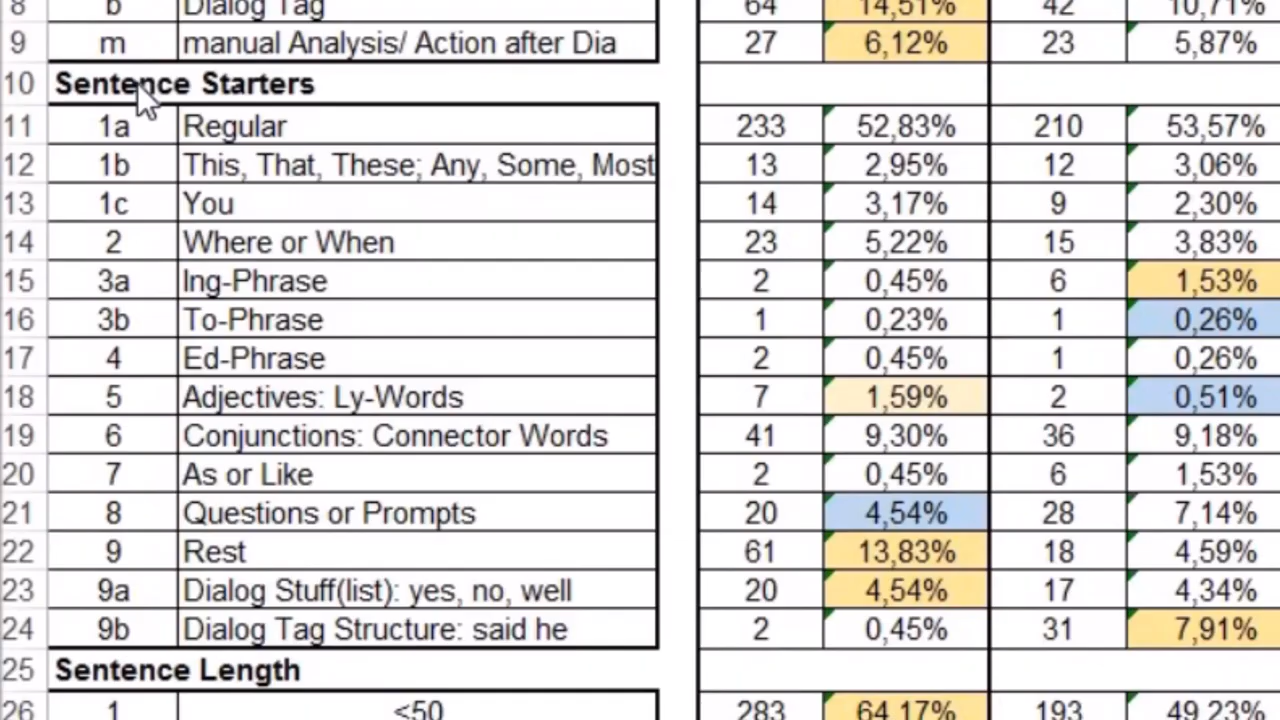 8 b Dialog Tag 64 14,51% 42 10,71%
9 m manual Analysis/ Action after Dia 27 6,12% 23 5,87%
10 Sentence Starters
11 1a Regular 233 52,83% 210 53,57%
12 1b This, That, These; Any, Some, Most 13 2,95% 12 3,06%
13 1c You 14 3,17% 9 2,30%
14 2 Where or When 23 5,22% 15 3,83%
15 3a Ing-Phrase 2 0,45% 6 1,53%
16 3b To-Phrase 1 0,23% 1 0,26%
17 4 Ed-Phrase 2 0,45% 1 0,26%
18 5 Adjectives: Ly-Words 7 1,59% 2 0,51%
19 6 Conjunctions: Connector Words 41 9,30% 36 9,18%
20 7 As or Like 2 0,45% 6 1,53%
21 8 Questions or Prompts 20 4,54% 28 7,14%
22 9 Rest 61 13,83% 18 4,59%
23 9a Dialog Stuff(list): yes, no, well 20 4,54% 17 4,34%
24 9b Dialog Tag Structure: said he 2 0,45% 31 7,91%
25 Sentence Length
26 1 <50 283 64,17% 193 49,23%